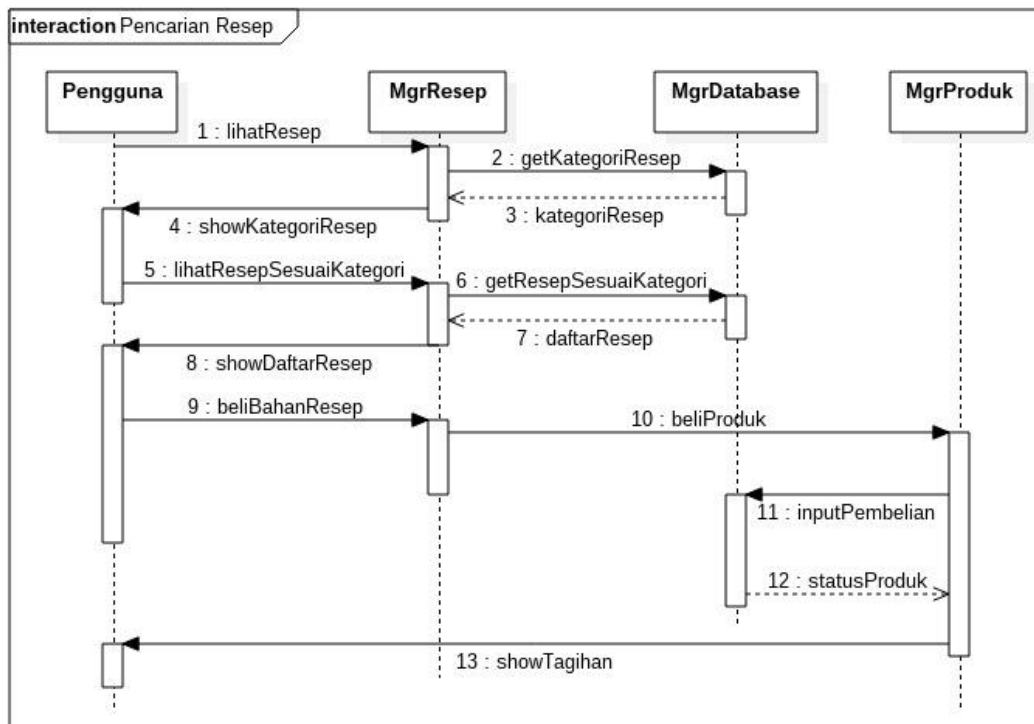 interaction Pencarian Resep
Pengguna
MgrResep
MgrDatabase
MgrProduk
1 : lihatResep
2 : getKategoriResep
3 : kategoriResep
4 : showKategoriResep
5 : lihatResepSesuaiKategori
6 : getResepSesuaiKategori
7 : daftarResep
8 : showDaftarResep
9 : beliBahanResep
10 : beliProduk
11 : inputPembelian
12 : statusProduk
13 : showTagihan